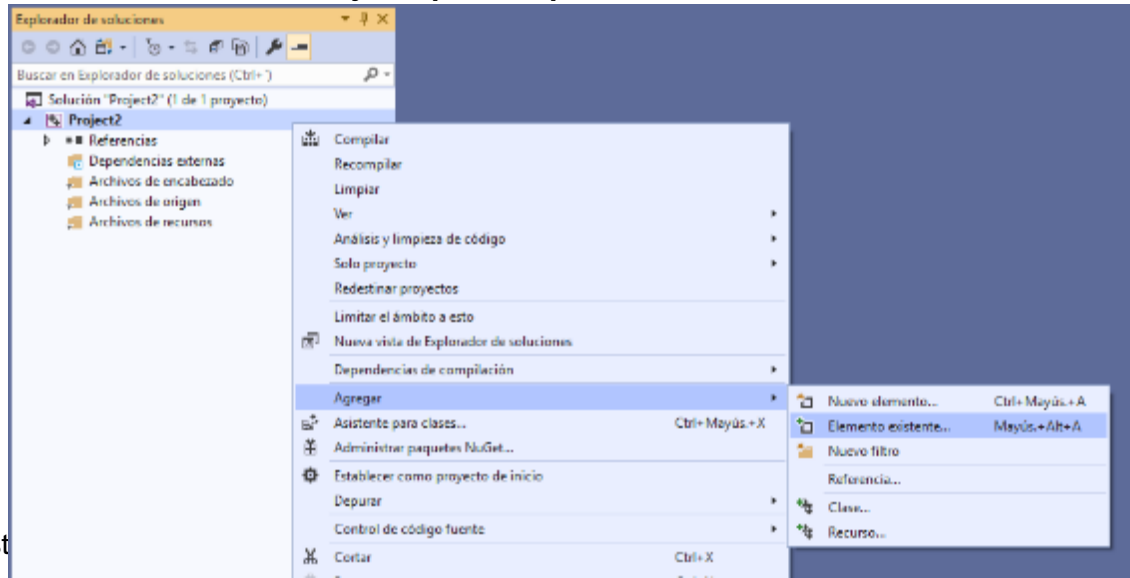 Explorador de soluciones
Buscar en Explorador de soluciones (Ctrl+ )
Solución "Project2" (1 de 1 proyecto)
Project2
Referencias
Dependencias externas
Archivos de encabezado
Archivos de origen
Archivos de recursos
Compilar
Recompilar
Limpiar
Ver
Análisis y limpieza de código
Solo proyecto
Redestinar proyectos
Limitar el ámbito a esto
Nueva vista de Explorador de soluciones
Dependencias de compilación
Agregar
Asistente para clases... Ctrl+Mayús.+X
Administrar paquetes NuGet...
Establecer como proyecto de inicio
Depurar
Control de código fuente
Cortar Ctrl+X
Nuevo elemento... Ctrl+Mayús.+A
Elemento existente... Mayús.+Alt+A
Nuevo filtro
Referencia...
Clase...
Recurso...
st